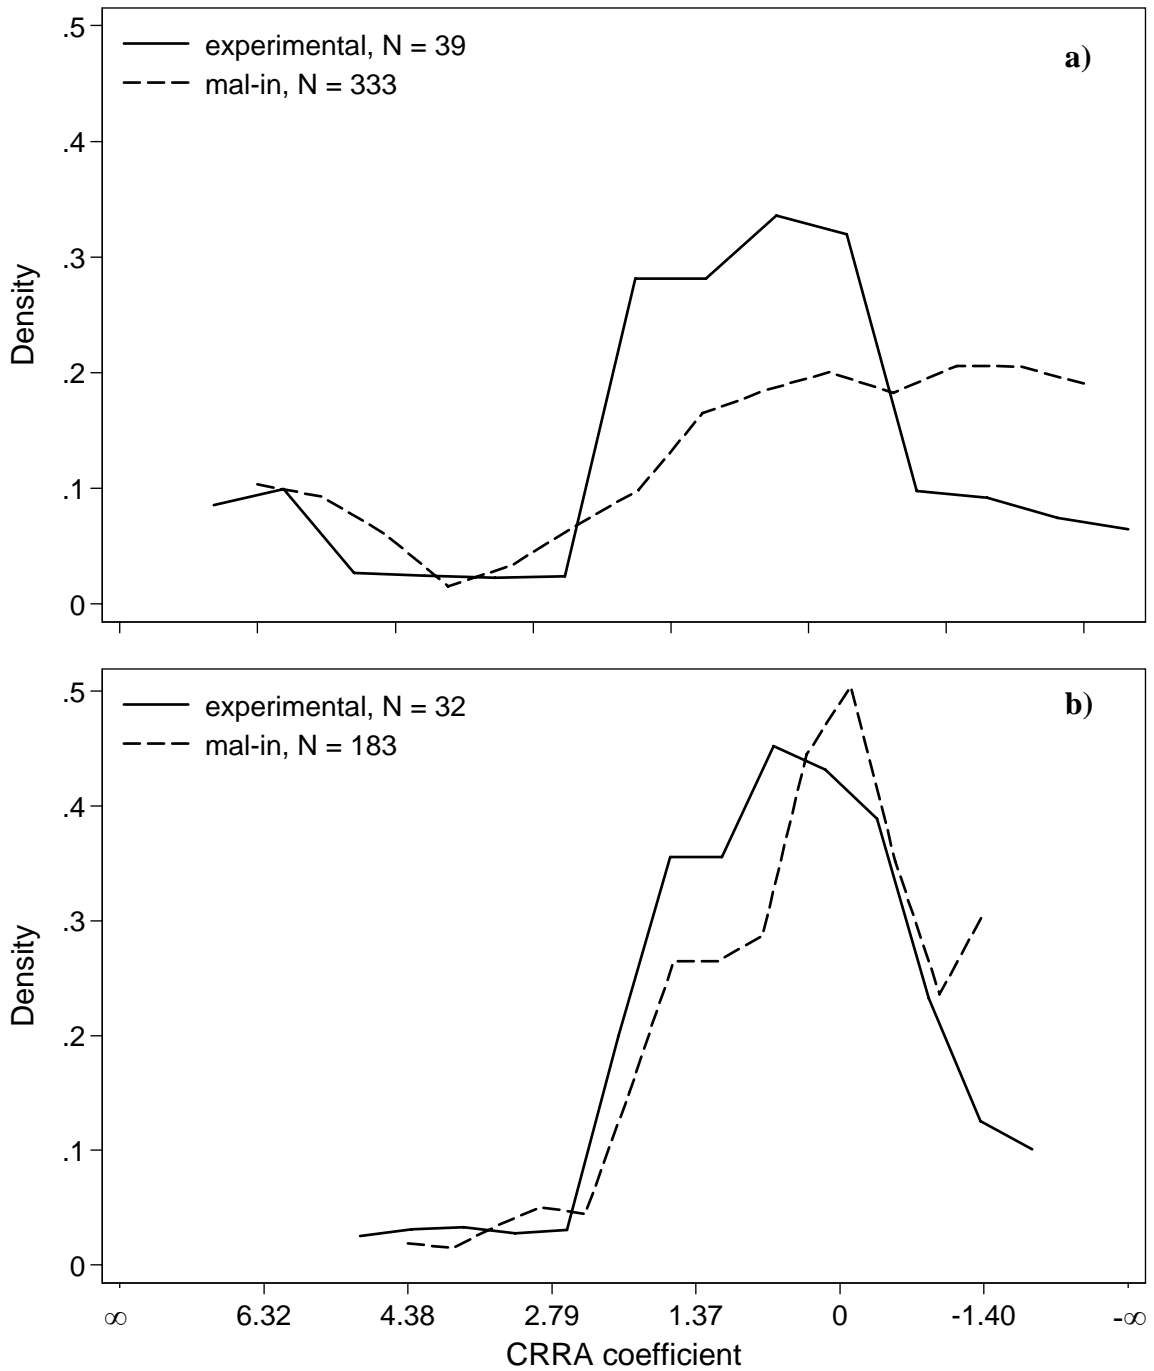 .5
experimental, N = 39
a)
mal-in, N = 333
.4
.3
Density
.2
.1
0
.5
experimental, N = 32
b)
mal-in, N = 183
.4
.3
Density
.2
.1
0
∞ 6.32 4.38 2.79 1.37 0 -1.40 -∞
CRRA coefficient